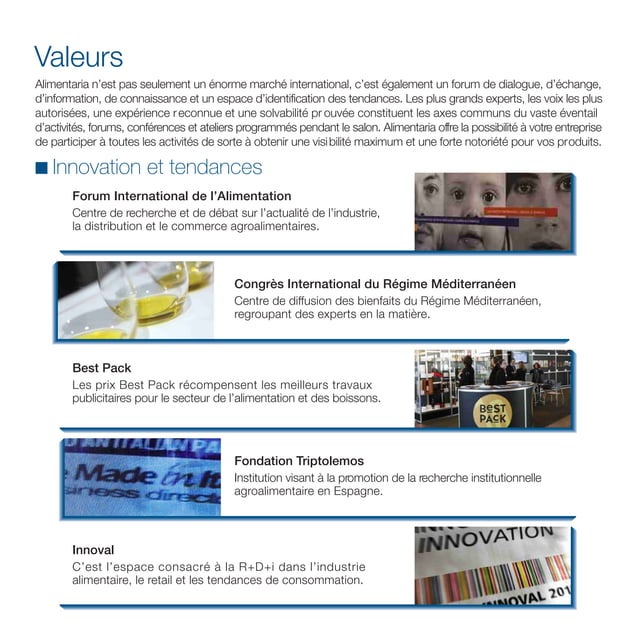 Valeurs
Alimentaria n'est pas seulement un énorme marché international, c'est également un forum de dialogue, d'échange,
d'information, de connaissance et un espace d'identification des tendances. Les plus grands experts, les voix les plus
autorisées, une expérience reconnue et une solvabilité prouvée constituent les axes communs du vaste éventail
d'activités, forums, conférences et ateliers programmés pendant le salon. Alimentaria offre la possibilité à votre entreprise
de participer à toutes les activités de sorte à obtenir une visibilité maximum et une forte notoriété pour vos produits.
Innovation et tendances
Forum International de l'Alimentation
Centre de recherche et de débat sur l'actualité de l'industrie,
la distribution et le commerce agroalimentaires.
Congrès International du Régime Méditerranéen
Centre de diffusion des bienfaits du Régime Méditerranéen,
regroupant des experts en la matière.
Best Pack
Les prix Best Pack récompensent les meilleurs travaux
publicitaires pour le secteur de l'alimentation et des boissons.
BeST
PACK
Made in It
siness direct
Fondation Triptolemos
Institution visant à la promotion de la recherche institutionnelle
agroalimentaire en Espagne.
Innoval
C'est l'espace consacré à la R+D+i dans l'industrie
alimentaire, le retail et les tendances de consommation.
INNOVATION
INNOVAL 201